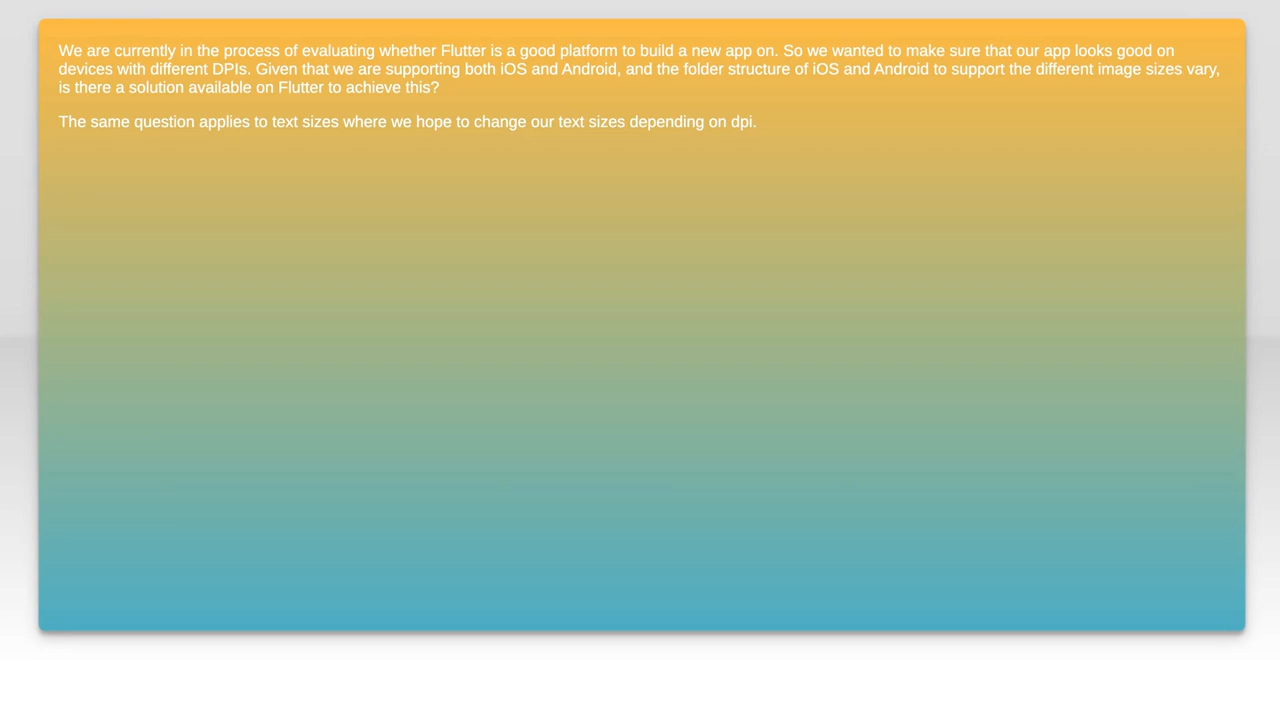 We are currently in the process of evaluating whether Flutter is a good platform to build a new app on. So we wanted to make sure that our app looks good on
devices with different DPIs. Given that we are supporting both iOS and Android, and the folder structure of iOS and Android to support the different image sizes vary,
is there a solution available on Flutter to achieve this?
The same question applies to text sizes where we hope to change our text sizes depending on dpi.